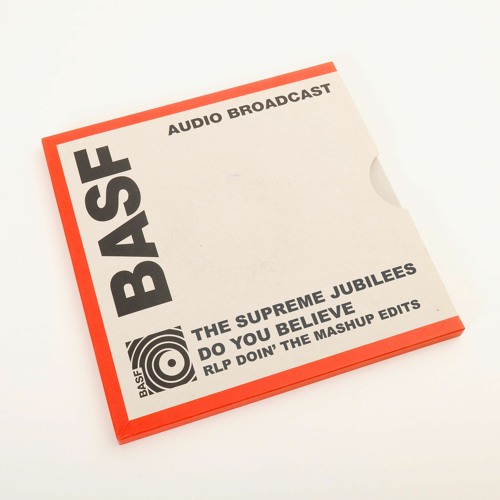 AUDIO BROADCAST
BASF
THE SUPREME JUBILEES
DO YOU BELIEVE
RLP DOIN' THE MASHUP EDITS
BASF